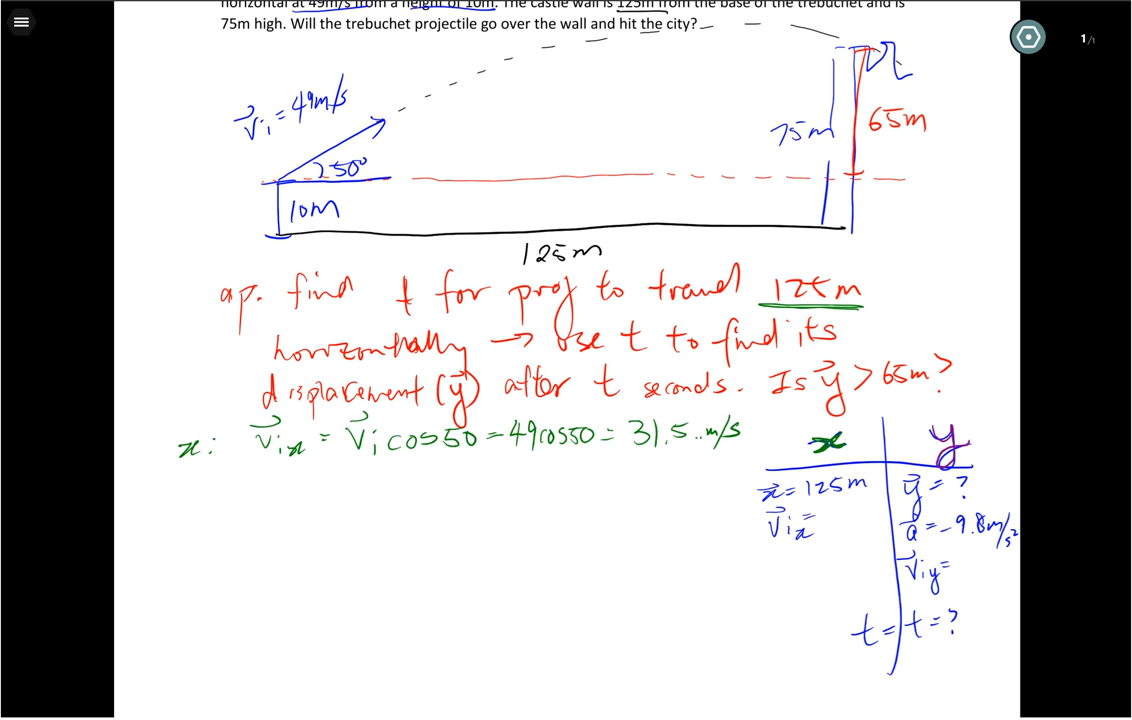 horizontal at 49m/s from a height of 10m. The castle wall is 125m from the base of the trebuchet and is
75m high. Will the trebuchet projectile go over the wall and hit the city?
1/1
v⃗i = 49m/s
50°
10m
75m
65m
125m
find t for proj to travel 125m
horizontally → use t to find its
displacement (y⃗) after t seconds. Is y⃗ > 65m?
x: v⃗ix = v⃗i cos50 = 49cos50 = 31.5..m/s
x y
x⃗ = 125m y⃗ = ?
v⃗ix = a⃗ = -9.8m/s²
v⃗iy =
t = t = ?